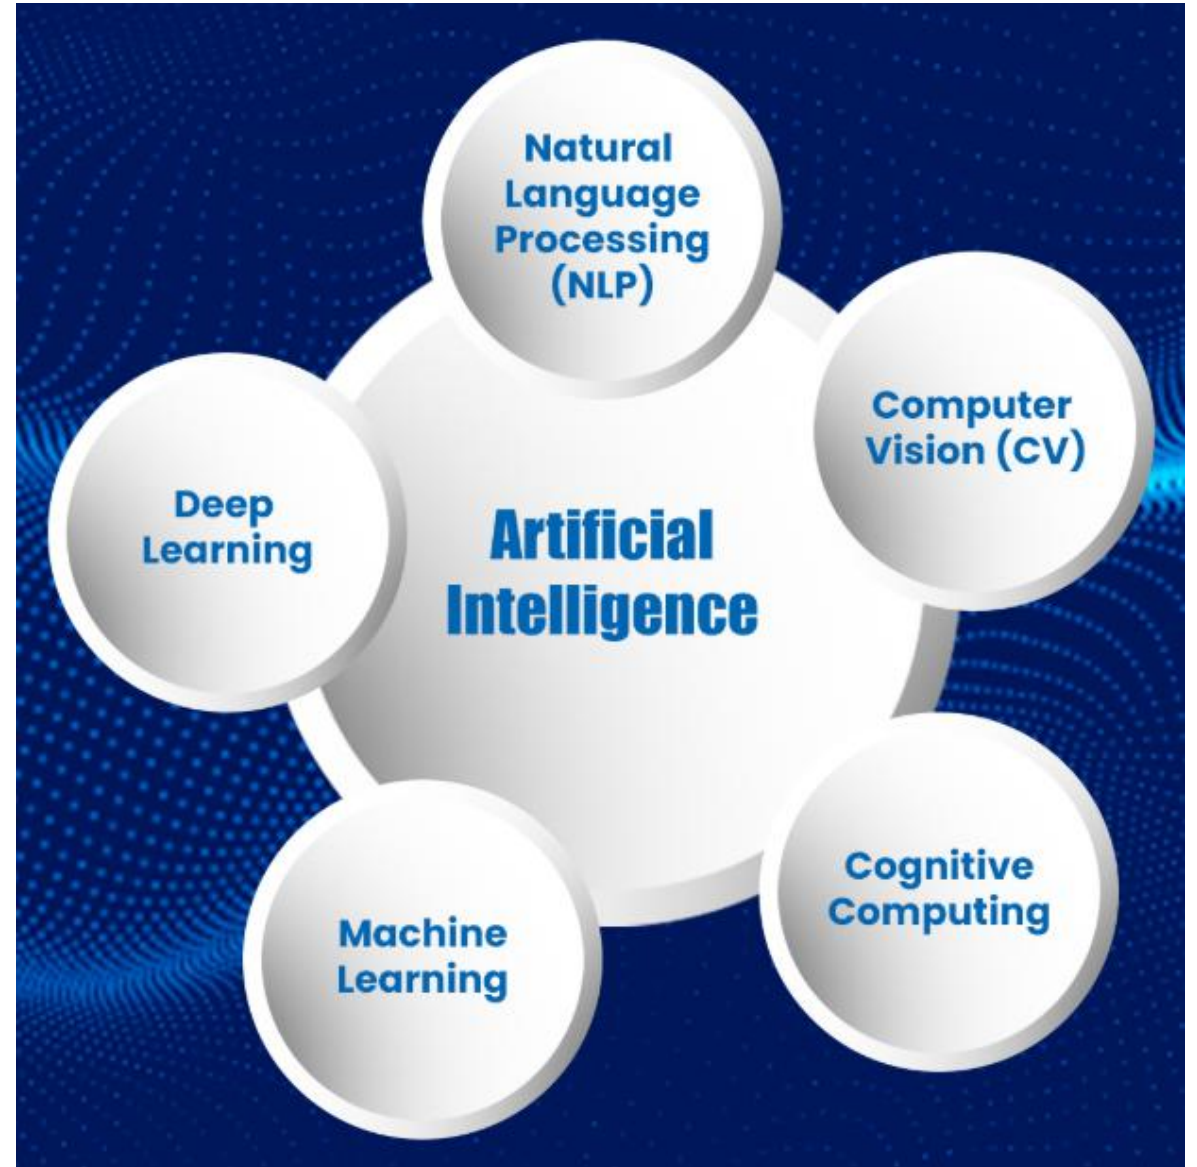 Natural
Language
Processing
(NLP)
Computer
Vision (CV)
Deep
Learning
Artificial
Intelligence
Cognitive
Computing
Machine
Learning